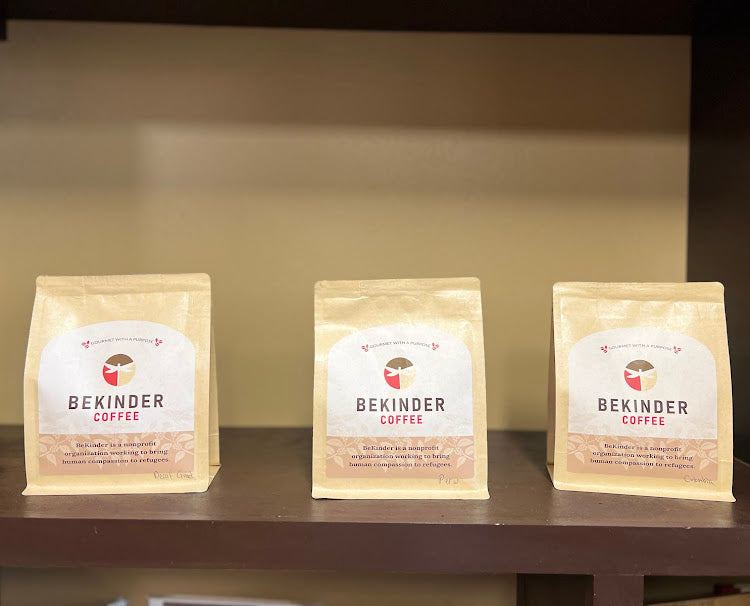 GOURMET WITH A PURPOSE
BEKINDER
COFFEE
BeKinder is a nonprofit
organization working to bring
human compassion to refugees.
GOURMET WITH A PURPOSE
BEKINDER
COFFEE
BeKinder is a nonprofit
organization working to bring
human compassion to refugees.
Peru
GOURMET WITH A PURPOSE
BEKINDER
COFFEE
BeKinder is a nonprofit
organization working to bring
human compassion to refugees.